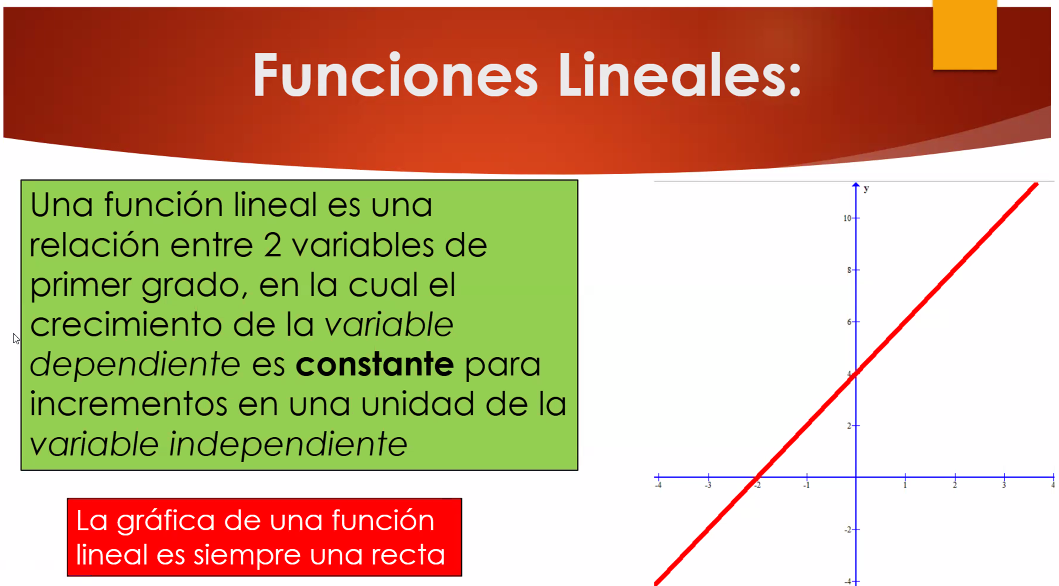 Funciones Lineales:
Una función lineal es una
relación entre 2 variables de
primer grado, en la cual el
crecimiento de la variable
dependiente es constante para
incrementos en una unidad de la
variable independiente
La gráfica de una función
lineal es siempre una recta
y
10
8
6
4
2
-4 -3 -2 -1 1 2 3 4
-2
-4